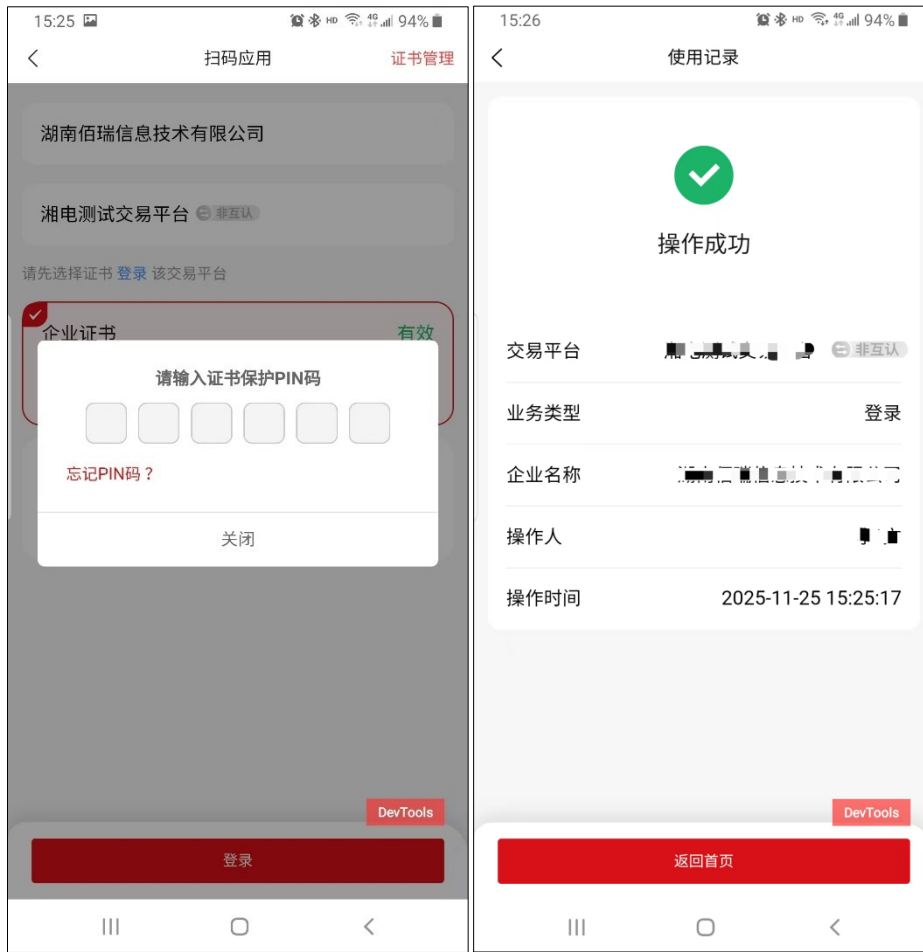 15:25
HD 4G 94%
扫码应用
证书管理
湖南佰瑞信息技术有限公司
湘电测试交易平台 非互认
请先选择证书 登录 该交易平台
企业证书
有效
请输入证书保护PIN码
忘记PIN码？
关闭
DevTools
登录
15:26
HD 4G 94%
使用记录
操作成功
交易平台
非互认
业务类型
登录
企业名称
操作人
操作时间
2025-11-25 15:25:17
DevTools
返回首页